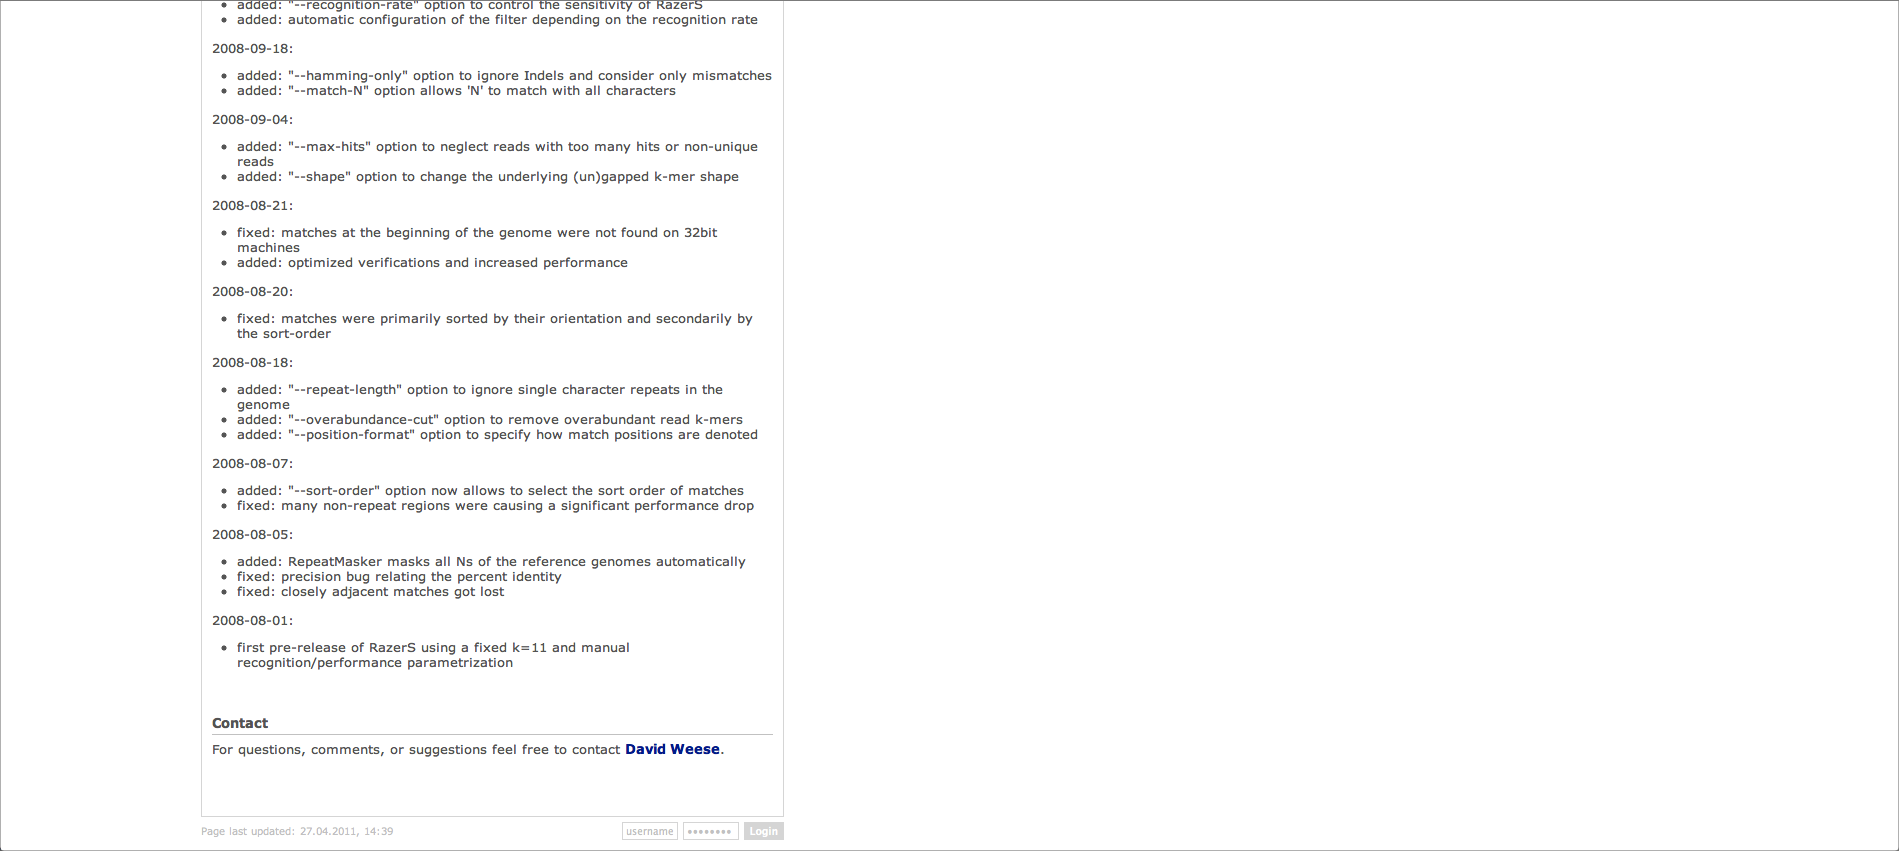 • added: "--recognition-rate" option to control the sensitivity of RazerS
• added: automatic configuration of the filter depending on the recognition rate
2008-09-18:
• added: "--hamming-only" option to ignore Indels and consider only mismatches
• added: "--match-N" option allows 'N' to match with all characters
2008-09-04:
• added: "--max-hits" option to neglect reads with too many hits or non-unique
reads
• added: "--shape" option to change the underlying (un)gapped k-mer shape
2008-08-21:
• fixed: matches at the beginning of the genome were not found on 32bit
machines
• added: optimized verifications and increased performance
2008-08-20:
• fixed: matches were primarily sorted by their orientation and secondarily by
the sort-order
2008-08-18:
• added: "--repeat-length" option to ignore single character repeats in the
genome
• added: "--overabundance-cut" option to remove overabundant read k-mers
• added: "--position-format" option to specify how match positions are denoted
2008-08-07:
• added: "--sort-order" option now allows to select the sort order of matches
• fixed: many non-repeat regions were causing a significant performance drop
2008-08-05:
• added: RepeatMasker masks all Ns of the reference genomes automatically
• fixed: precision bug relating the percent identity
• fixed: closely adjacent matches got lost
2008-08-01:
• first pre-release of RazerS using a fixed k=11 and manual
recognition/performance parametrization
Contact
For questions, comments, or suggestions feel free to contact David Weese.
Page last updated: 27.04.2011, 14:39 username •••••••• Login